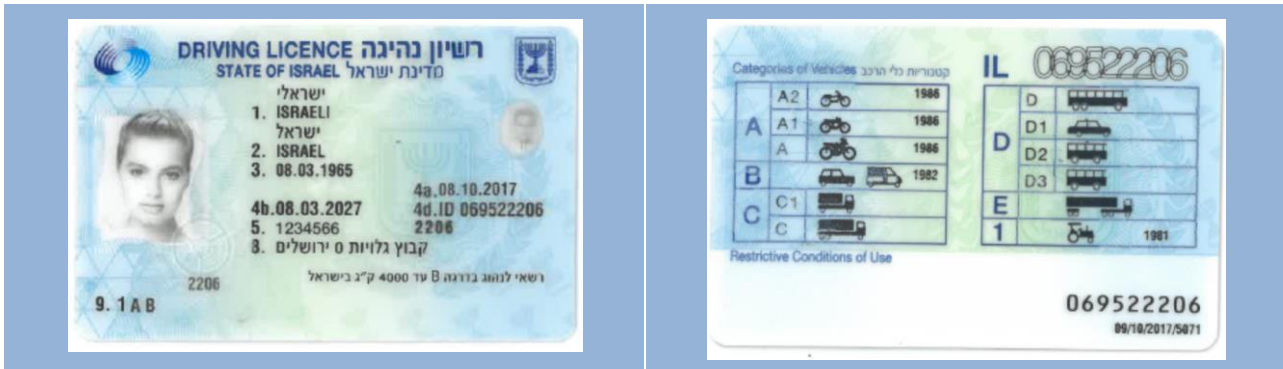 DRIVING LICENCE רשיון נהיגה
STATE OF ISRAEL מדינת ישראל
ישראלי
1. ISRAELI
ישראל
2. ISRAEL
3. 08.03.1965
4a.08.10.2017
4b.08.03.2027 4d.ID 069522206
5. 1234566 2206
8. קבוץ גלויות 0 ירושלים
רשאי לנהוג בדרגה B עד 4000 ק״ג בישראל
2206
9. 1 A B
Categories of Vehicles קטגוריות כלי הרכב
A
A2 1986
A1 1986
A 1986
B 1982
C
C1
C
IL 069522206
D
D
D1
D2
D3
E
1 1981
Restrictive Conditions of Use
069522206
09/10/2017/5071